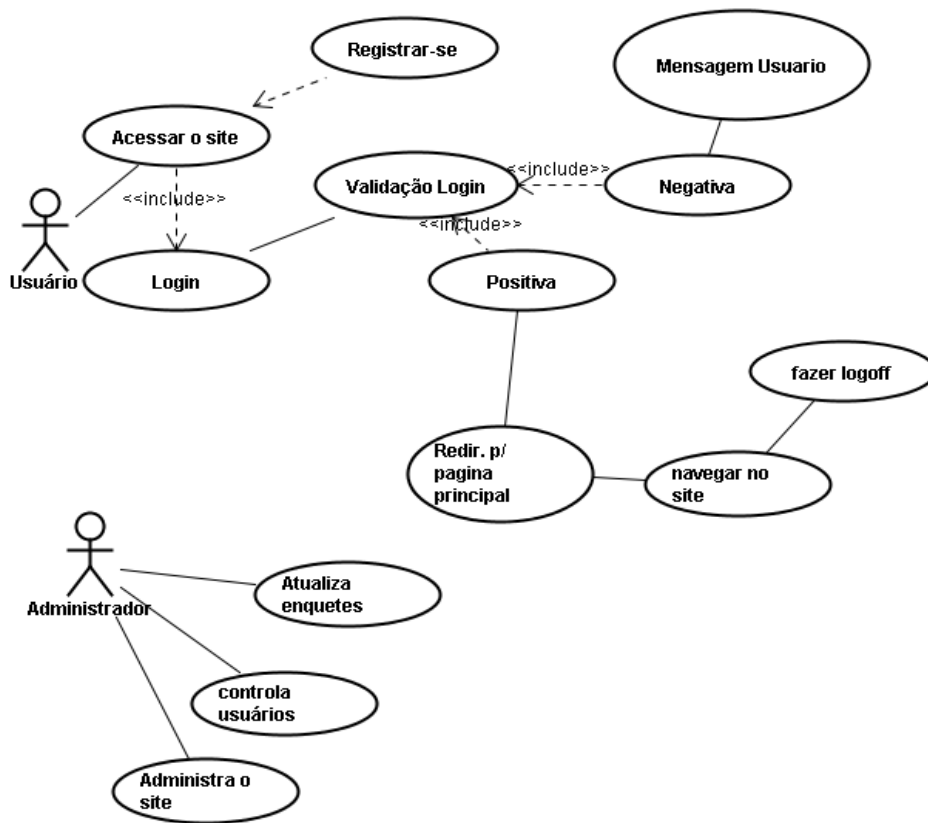 Registrar-se
Mensagem Usuario
Acessar o site
<<include>>
Validação Login
<<include>>
Negativa
<<include>>
Usuário
Login
Positiva
fazer logoff
Redir. p/
pagina
principal
navegar no
site
Administrador
Atualiza
enquetes
controla
usuários
Administra o
site